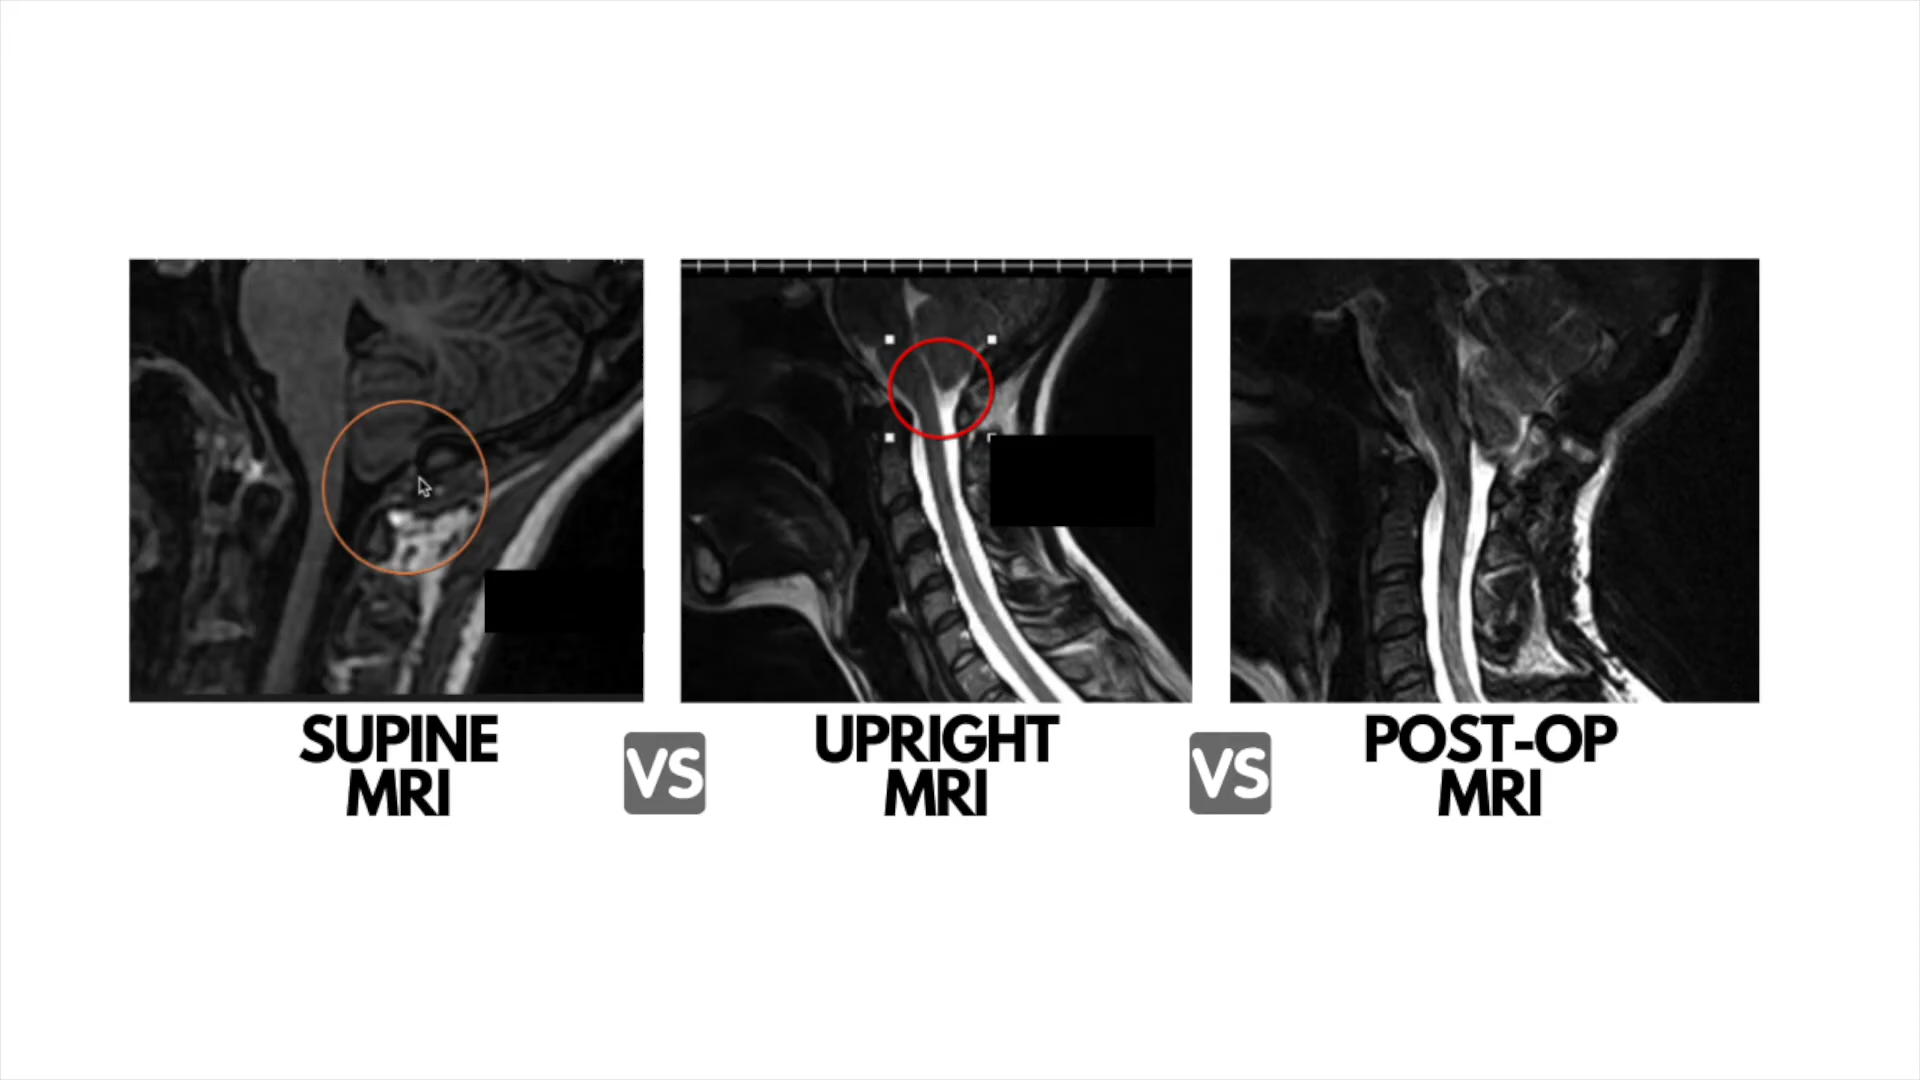 SUPINE
MRI
VS
UPRIGHT
MRI
VS
POST-OP
MRI